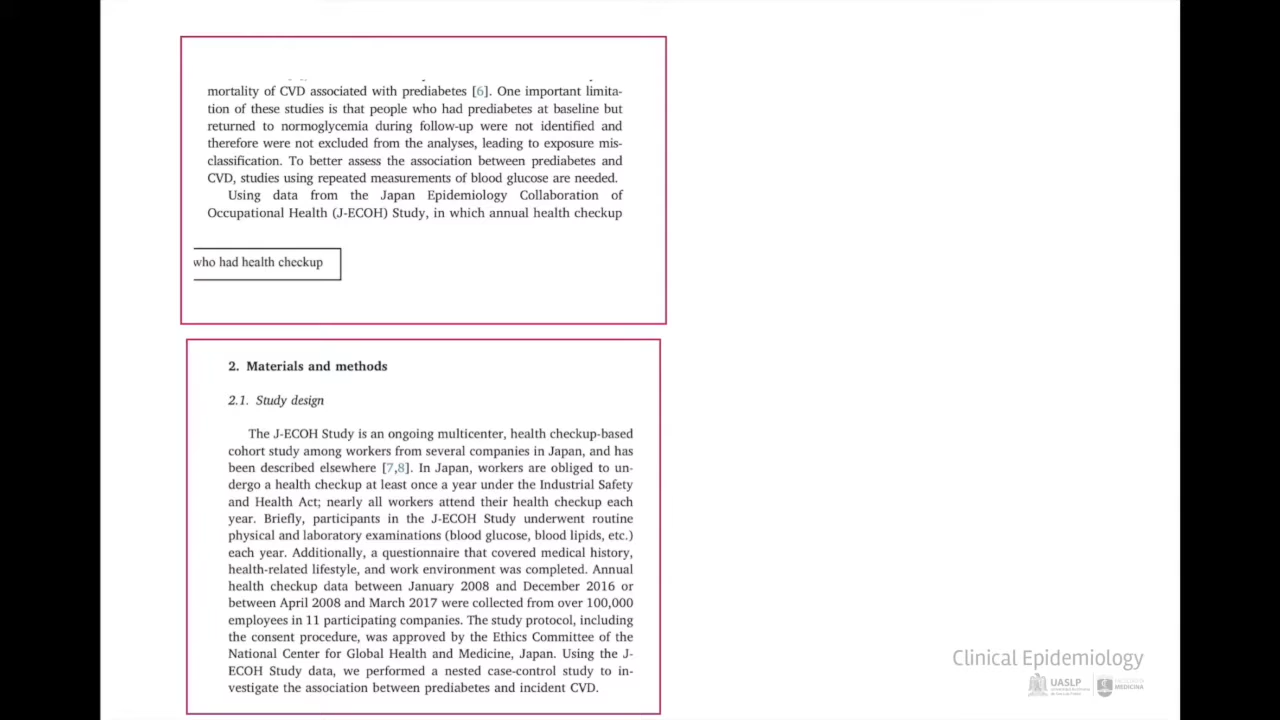 mortality of CVD associated with prediabetes [6]. One important limita-
tion of these studies is that people who had prediabetes at baseline but
returned to normoglycemia during follow-up were not identified and
therefore were not excluded from the analyses, leading to exposure mis-
classification. To better assess the association between prediabetes and
CVD, studies using repeated measurements of blood glucose are needed.
Using data from the Japan Epidemiology Collaboration of
Occupational Health (J-ECOH) Study, in which annual health checkup
who had health checkup
2. Materials and methods
2.1. Study design
The J-ECOH Study is an ongoing multicenter, health checkup-based
cohort study among workers from several companies in Japan, and has
been described elsewhere [7,8]. In Japan, workers are obliged to un-
dergo a health checkup at least once a year under the Industrial Safety
and Health Act; nearly all workers attend their health checkup each
year. Briefly, participants in the J-ECOH Study underwent routine
physical and laboratory examinations (blood glucose, blood lipids, etc.)
each year. Additionally, a questionnaire that covered medical history,
health-related lifestyle, and work environment was completed. Annual
health checkup data between January 2008 and December 2016 or
between April 2008 and March 2017 were collected from over 100,000
employees in 11 participating companies. The study protocol, including
the consent procedure, was approved by the Ethics Committee of the
National Center for Global Health and Medicine, Japan. Using the J-
ECOH Study data, we performed a nested case-control study to in-
vestigate the association between prediabetes and incident CVD.
Clinical Epidemiology
UASLP
MEDICINA